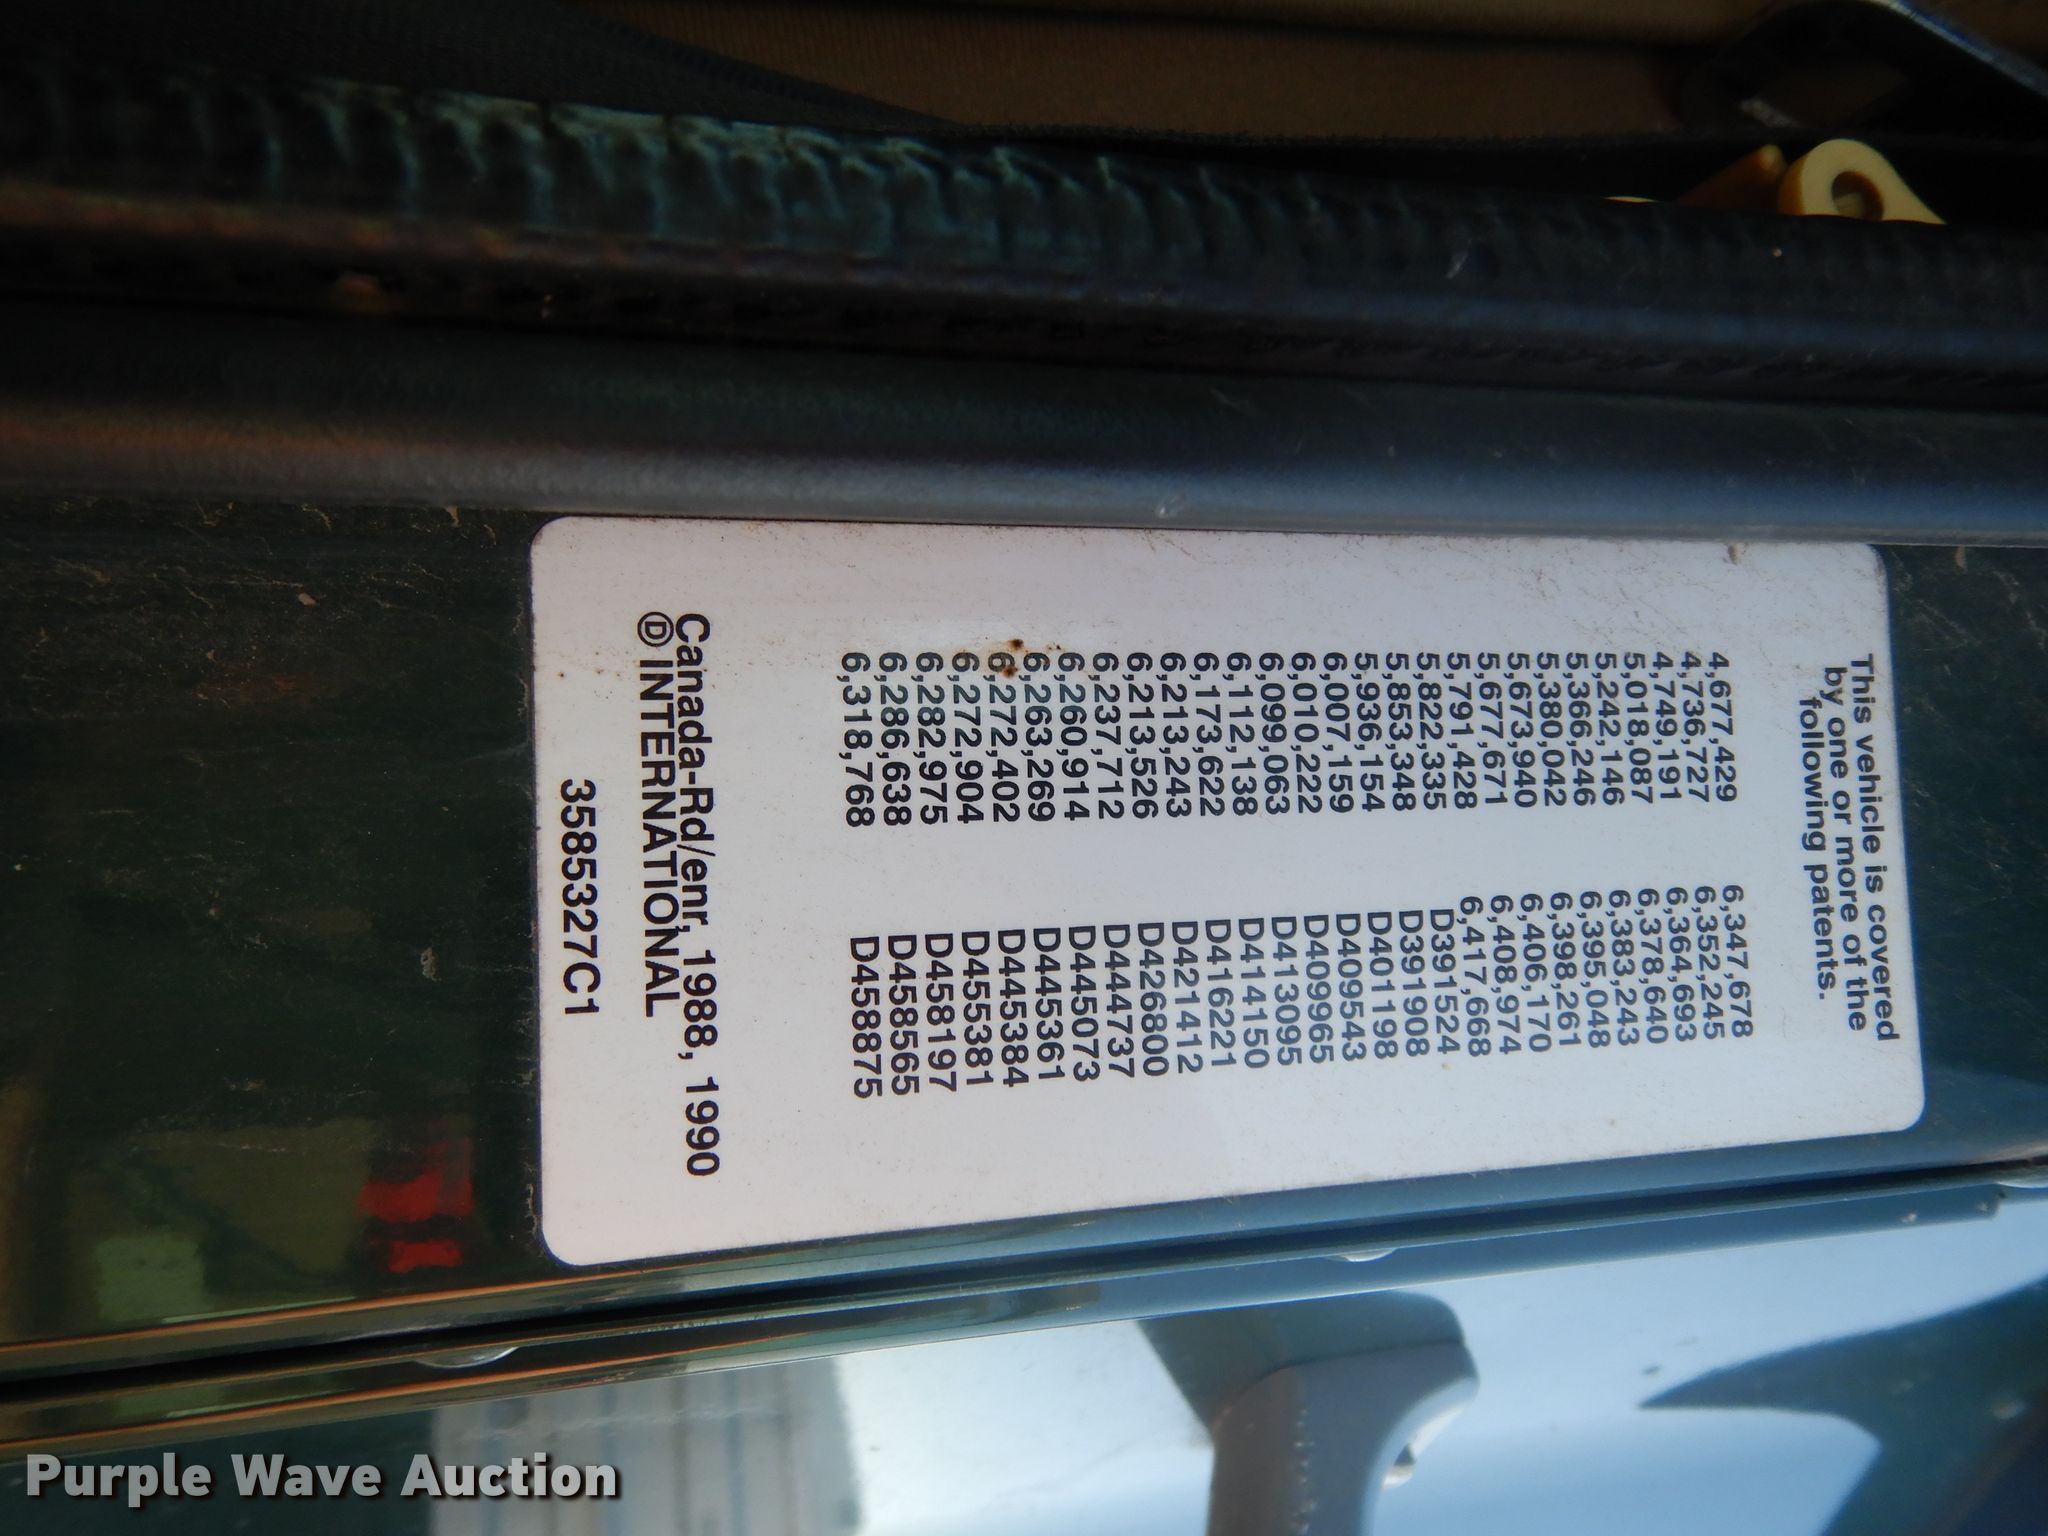 This vehicle is covered
by one or more of the
following patents.
4,677,429 6,347,678
4,736,727 6,352,245
4,749,191 6,364,693
5,018,087 6,378,640
5,242,146 6,383,243
5,366,246 6,395,048
5,380,042 6,398,261
5,673,940 6,406,170
5,677,671 6,408,974
5,791,428 6,417,668
5,822,335 D391524
5,853,348 D391908
5,936,154 D401198
6,007,159 D409543
6,010,222 D409965
6,099,063 D413095
6,112,138 D414150
6,173,622 D416221
6,213,243 D421412
6,213,526 D426800
6,237,712 D444737
6,260,914 D445073
6,263,269 D445361
6,272,402 D445384
6,272,904 D455381
6,282,975 D458197
6,286,638 D458565
6,318,768 D458875
Canada-Rd/enr, 1988, 1990
Ⓓ INTERNATIONAL
3585327C1
Purple Wave Auction